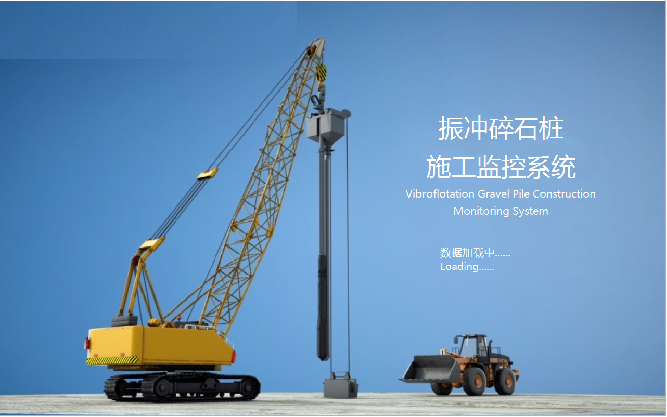 振冲碎石桩
施工监控系统
Vibroflotation Gravel Pile Construction
Monitoring System
数据加载中......
Loading......